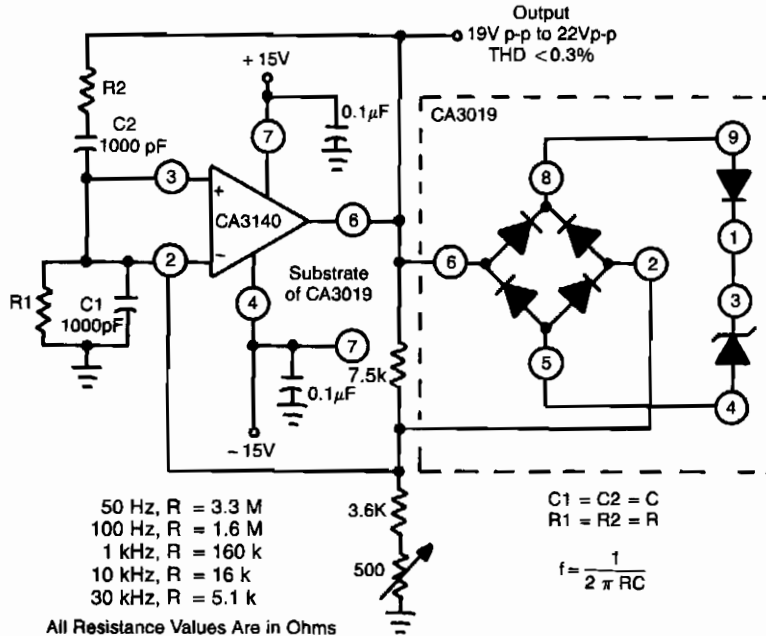 Output
19V p-p to 22Vp-p
THD <0.3%
+15V
R2
0.1μF
CA3019
C2
1000 pF
7
9
3
8
+
CA3140
6
1
6
2
2
−
Substrate
of CA3019
3
R1
C1
1000pF
4
7
5
7.5k
0.1μF
4
−15V
50 Hz, R = 3.3 M
100 Hz, R = 1.6 M
1 kHz, R = 160 k
10 kHz, R = 16 k
30 kHz, R = 5.1 k
All Resistance Values Are in Ohms
3.6K
500
C1 = C2 = C
R1 = R2 = R
f = 1 / 2 π RC